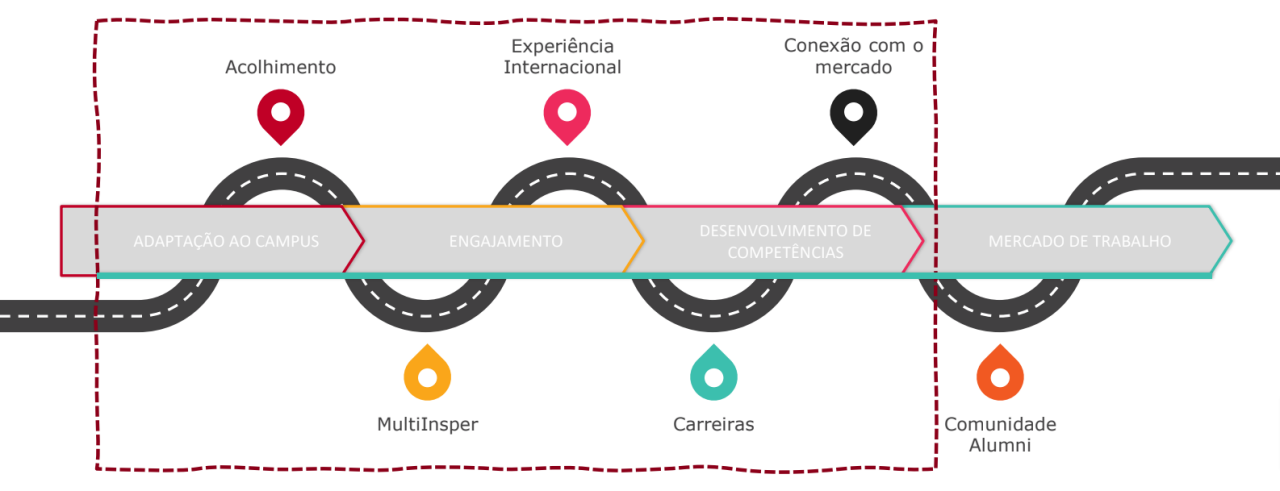 Acolhimento
Experiência
Internacional
Conexão com o
mercado
ADAPTAÇÃO AO CAMPUS
ENGAJAMENTO
DESENVOLVIMENTO DE
COMPETÊNCIAS
MERCADO DE TRABALHO
MultiInsper
Carreiras
Comunidade
Alumni